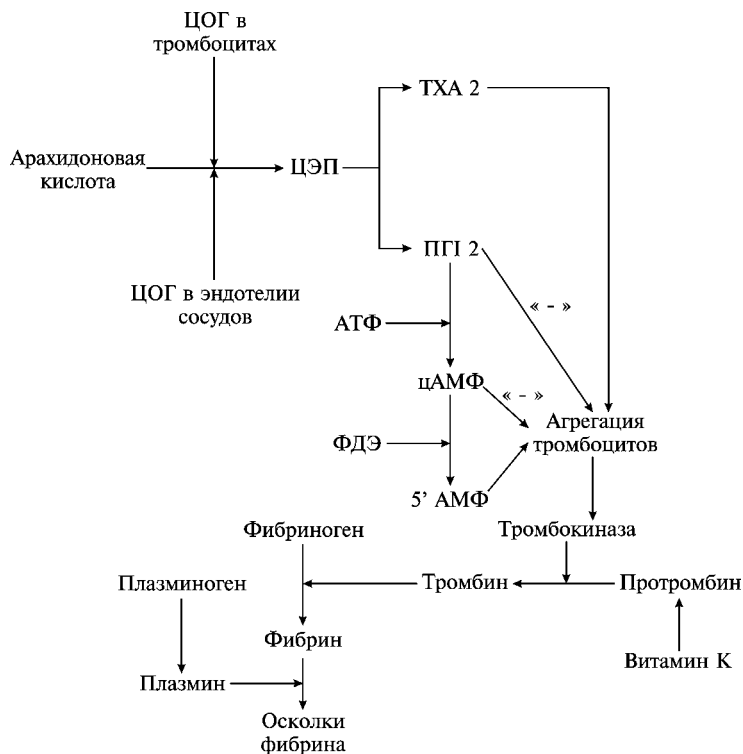 ЦОГ в
тромбоцитах
ТХА 2
Арахидоновая
кислота
ЦЭП
ПГІ 2
ЦОГ в эндотелии
сосудов
« - »
АТФ
цАМФ
« - »
Агрегация
тромбоцитов
ФДЭ
5' АМФ
Фибриноген
Тромбокиназа
Плазминоген
Тромбин
Протромбин
Фибрин
Витамин К
Плазмин
Осколки
фибрина